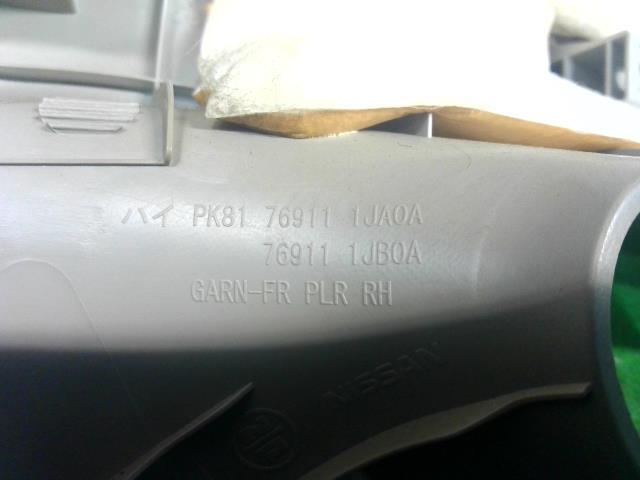 ハイ PK81 76911 1JA0A
76911 1JB0A
GARN-FR PLR RH
NISSAN